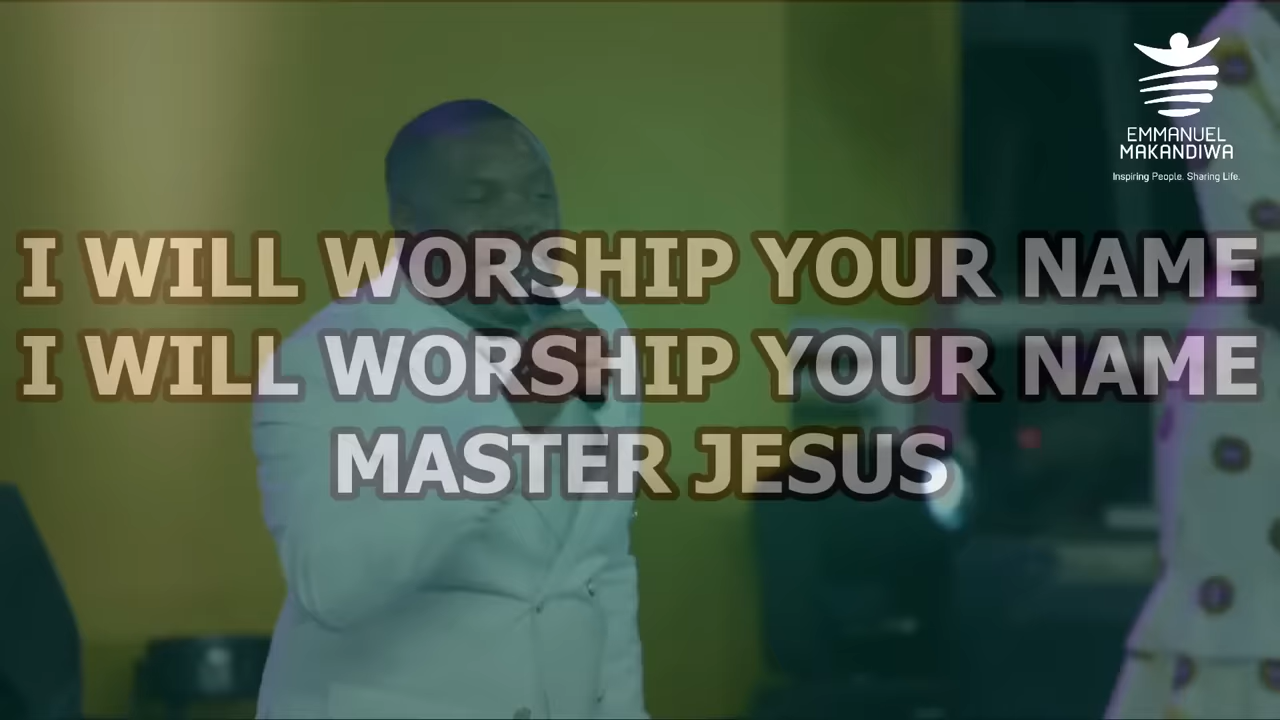 EMMANUEL
MAKANDIWA
Inspiring People. Sharing Life.
I WILL WORSHIP YOUR NAME
I WILL WORSHIP YOUR NAME
MASTER JESUS